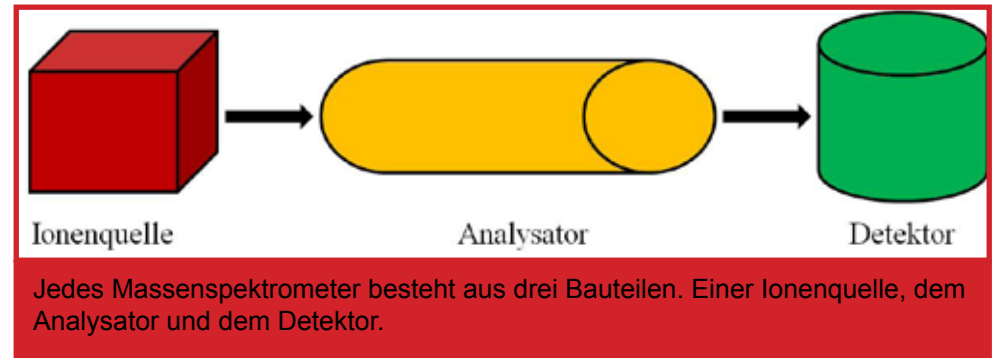 Ionenquelle
Analysator
Detektor
Jedes Massenspektrometer besteht aus drei Bauteilen. Einer Ionenquelle, dem
Analysator und dem Detektor.